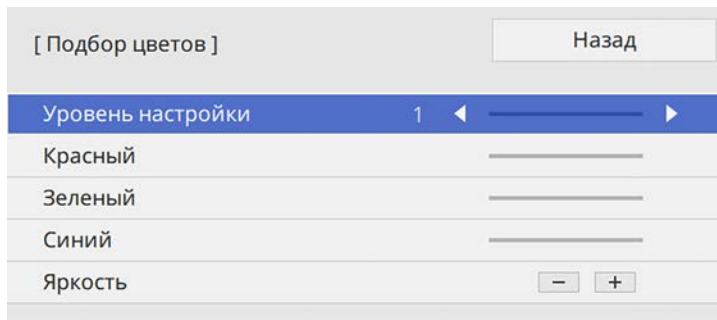 [ Подбор цветов ]
Назад
Уровень настройки 1
Красный
Зеленый
Синий
Яркость − +